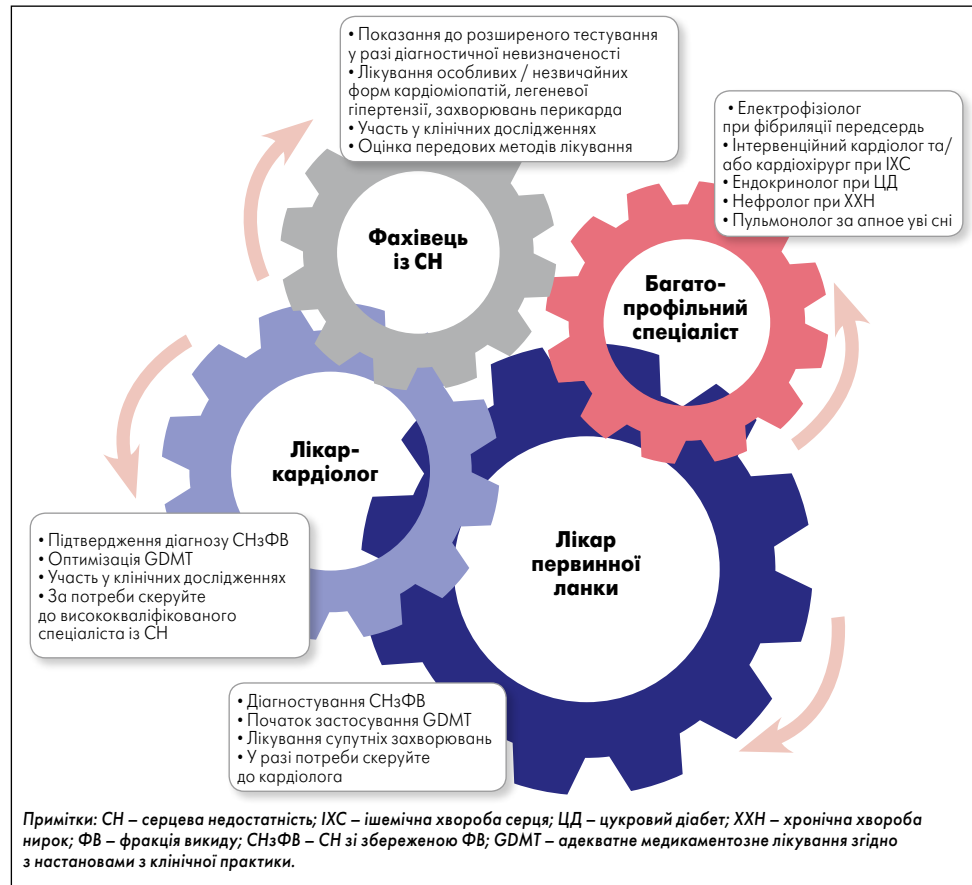 • Показання до розширеного тестування
у разі діагностичної невизначеності
• Лікування особливих / незвичайних
форм кардіоміопатій, легеневої
гіпертензії, захворювань перикарда
• Участь у клінічних дослідженнях
• Оцінка передових методів лікування
• Електрофізіолог
при фібриляції передсердь
• Інтервенційний кардіолог та/
або кардіохірург при ІХС
• Ендокринолог при ЦД
• Нефролог при ХХН
• Пульмонолог за апное уві сні
Фахівець
із СН
Багато-
профільний
спеціаліст
Лікар-
кардіолог
• Підтвердження діагнозу СНзФВ
• Оптимізація GDMT
• Участь у клінічних дослідженнях
• За потреби скеруйте
до висококваліфікованого
спеціаліста із СН
Лікар
первинної
ланки
• Діагностування СНзФВ
• Початок застосування GDMT
• Лікування супутніх захворювань
• У разі потреби скеруйте
до кардіолога
Примітки: СН – серцева недостатність; ІХС – ішемічна хвороба серця; ЦД – цукровий діабет; ХХН – хронічна хвороба
нирок; ФВ – фракція викиду; СНзФВ – СН зі збереженою ФВ; GDMT – адекватне медикаментозне лікування згідно
з настановами з клінічної практики.